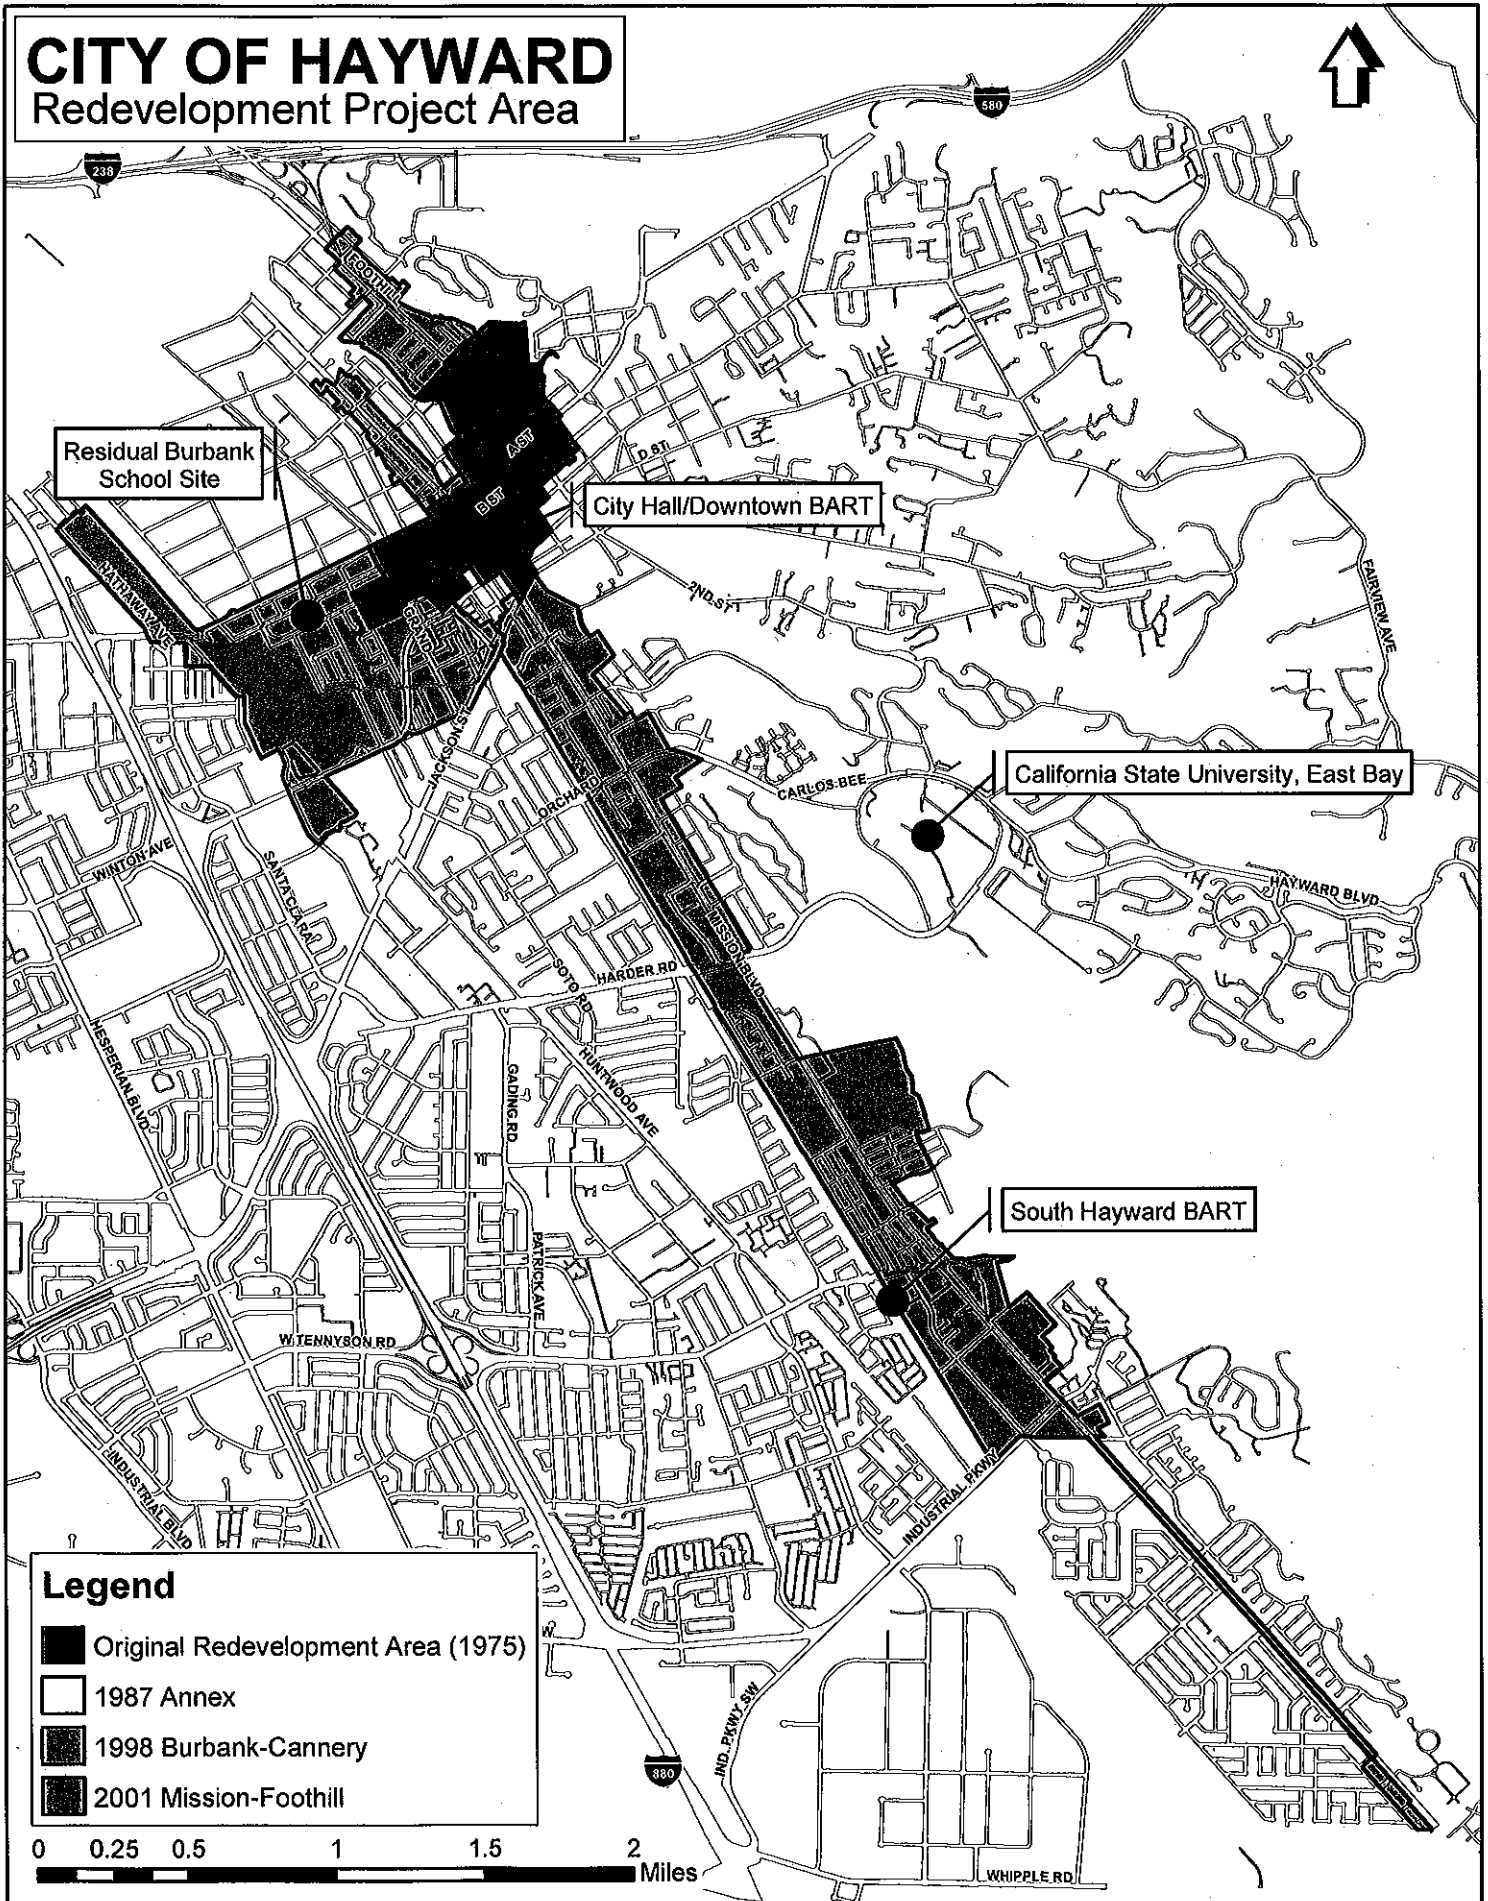 CITY OF HAYWARD
Redevelopment Project Area
580
238
FOOTHILL
A ST
B ST
D ST
Residual Burbank
School Site
City Hall/Downtown BART
HATHAWAY AVE
2ND ST
FAIRVIEW AVE
JACKSON ST
ORCHARD
CARLOS BEE
California State University, East Bay
WINTON AVE
SANTA CLARA
HAYWARD BLVD
MISSION BLVD
HARDER RD
SOTO RD
HESPERIAN BLVD
HUNTWOOD AVE
GADING RD
South Hayward BART
PATRICK AVE
W TENNYSON RD
INDUSTRIAL BLVD
INDUSTRIAL PKWY
Legend
Original Redevelopment Area (1975)
W
1987 Annex
1998 Burbank-Cannery
2001 Mission-Foothill
IND. PKWY SW
880
0 0.25 0.5 1 1.5 2
Miles
WHIPPLE RD